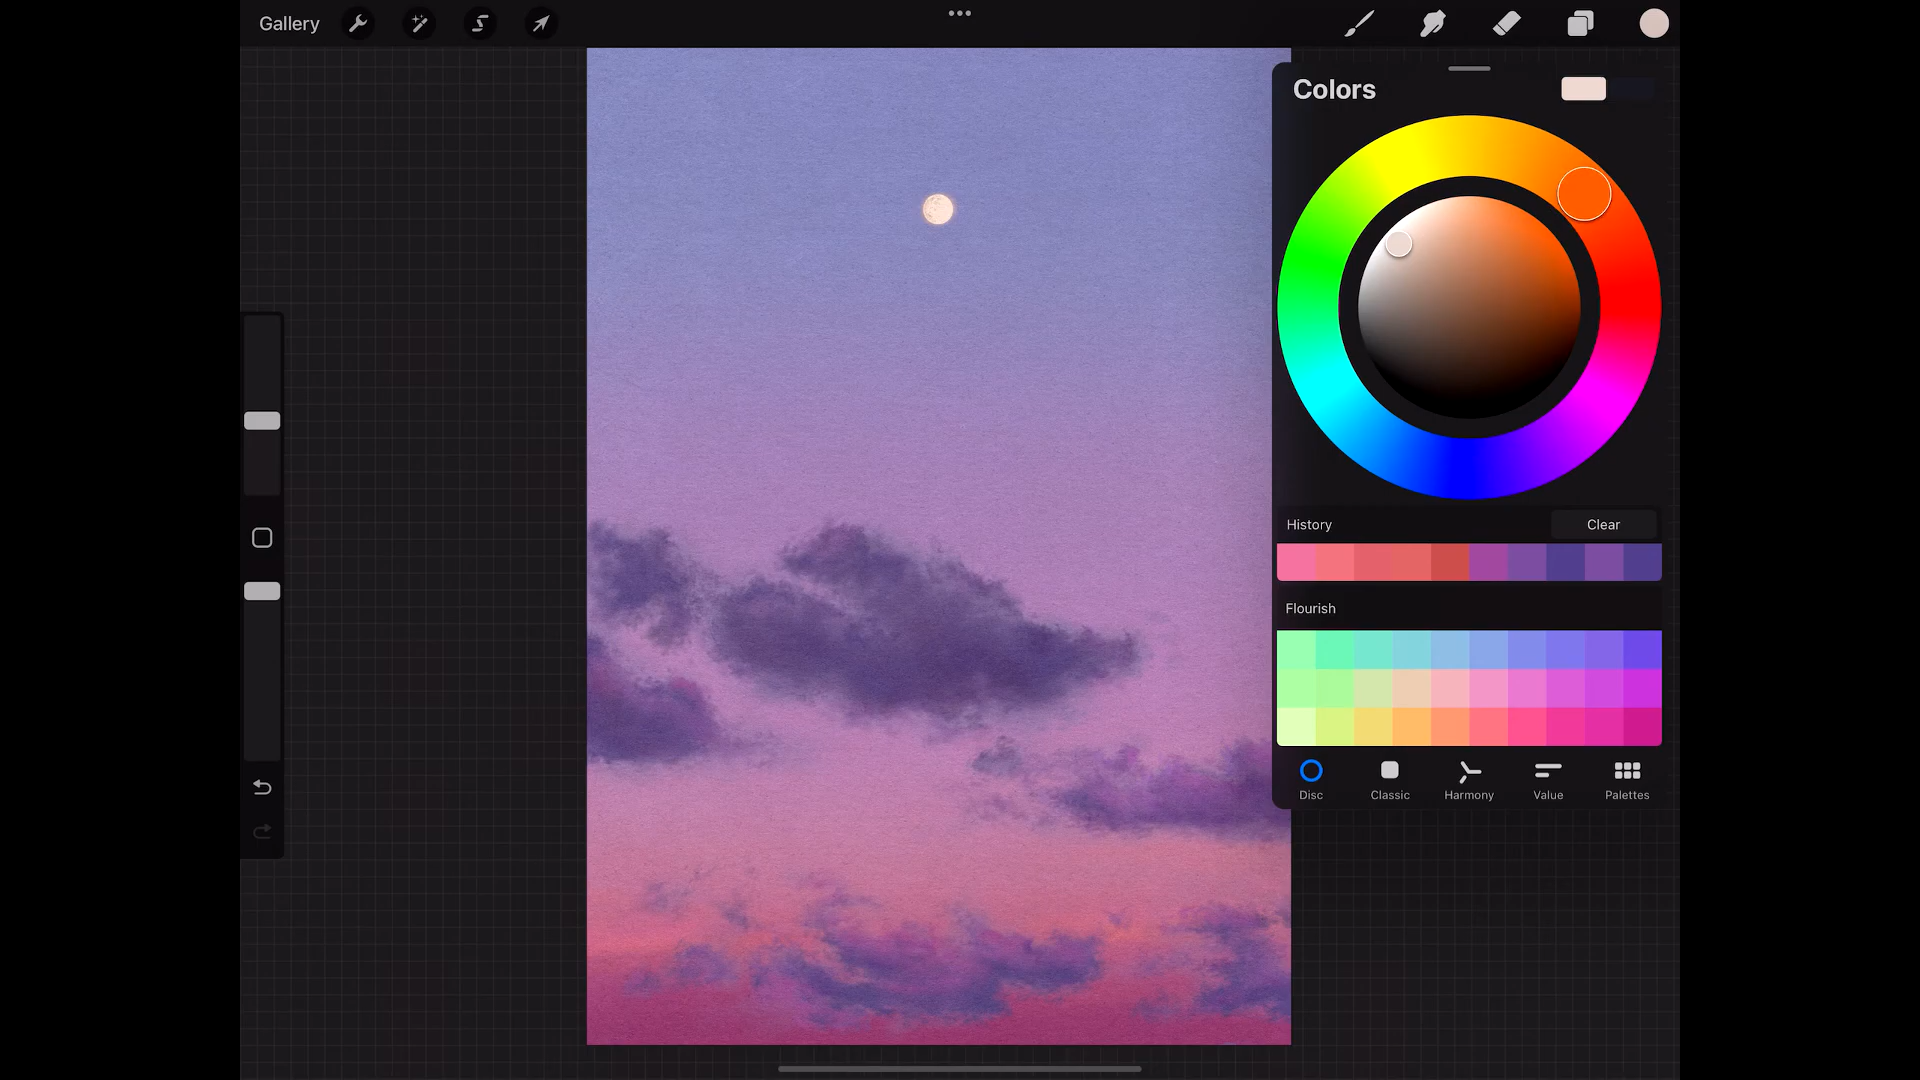 Gallery
Colors
History
Clear
Flourish
Disc
Classic
Harmony
Value
Palettes